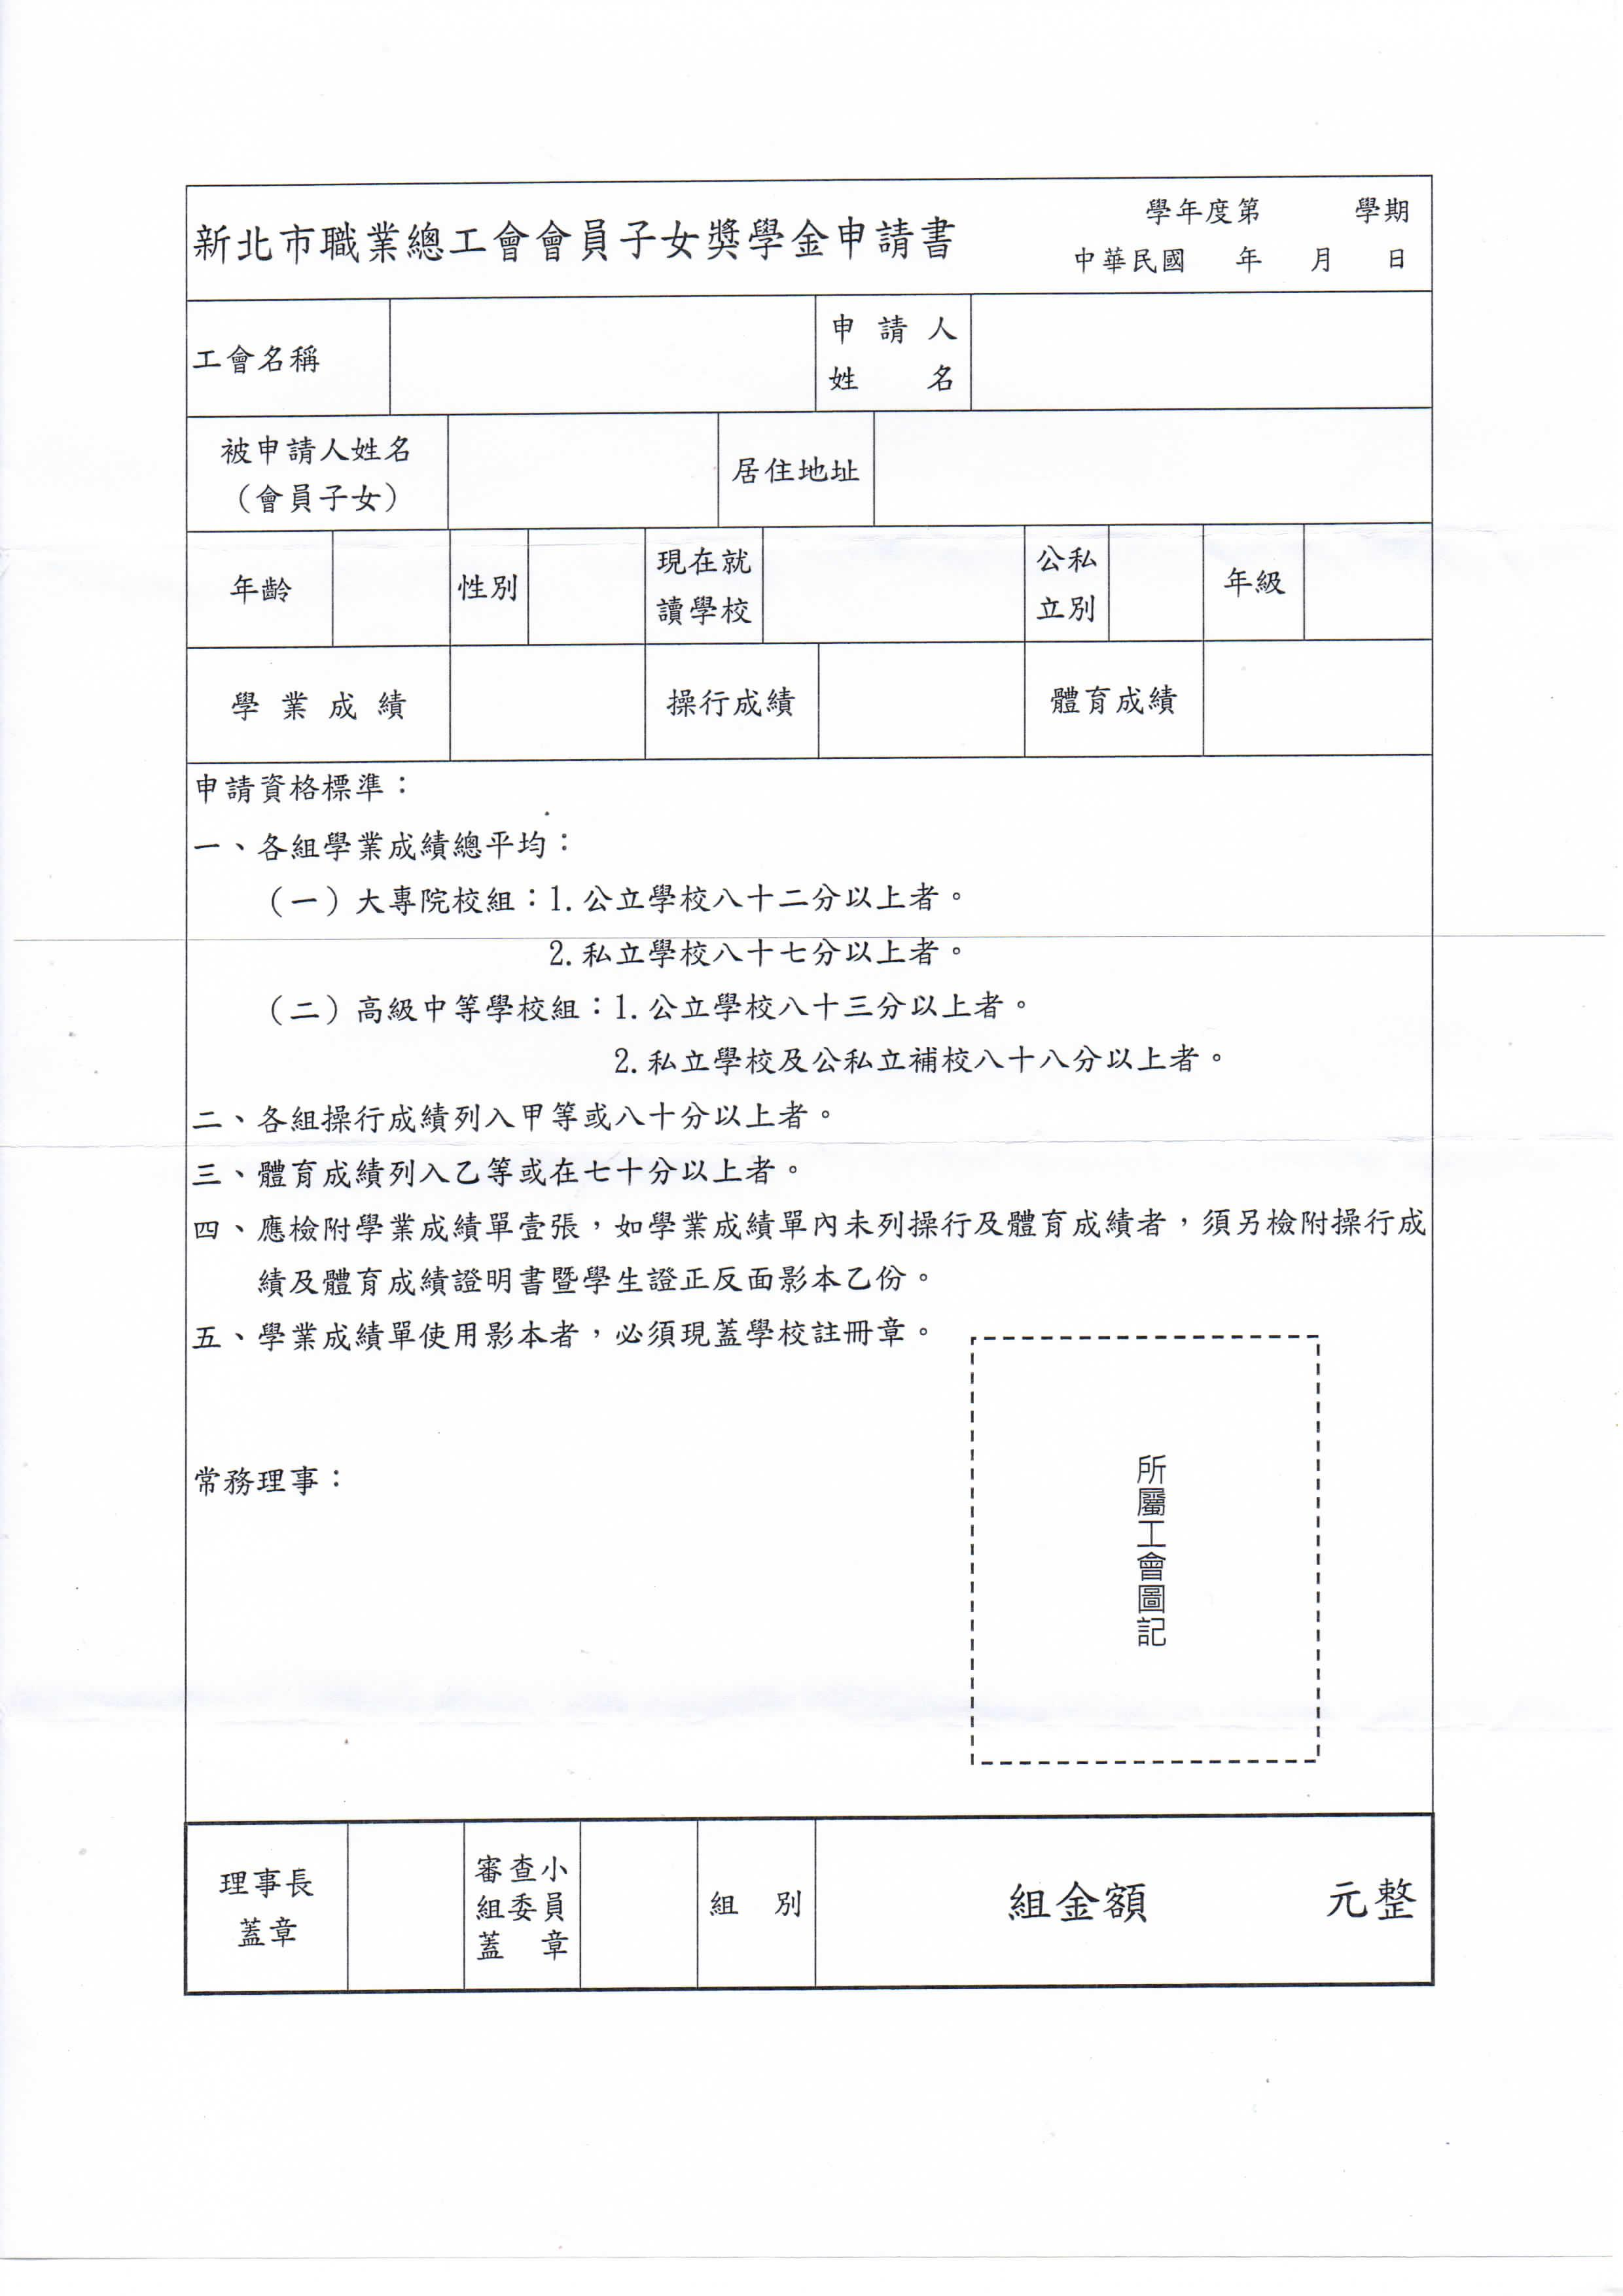 新北市職業總工會會員子女獎學金申請書
學年度第 學期
中華民國 年 月 日
工會名稱
申請人
姓名
被申請人姓名
（會員子女）
居住地址
年齡
性別
現在就
讀學校
公私
立別
年級
學業成績
操行成績
體育成績
申請資格標準：
一、各組學業成績總平均：
（一）大專院校組：1.公立學校八十二分以上者。
2.私立學校八十七分以上者。
（二）高級中等學校組：1.公立學校八十三分以上者。
2.私立學校及公私立補校八十八分以上者。
二、各組操行成績列入甲等或八十分以上者。
三、體育成績列入乙等或在七十分以上者。
四、應檢附學業成績單壹張，如學業成績單內未列操行及體育成績者，須另檢附操行成
績及體育成績證明書暨學生證正反面影本乙份。
五、學業成績單使用影本者，必須現蓋學校註冊章。
常務理事：
所屬工會圖記
理事長
蓋章
審查小
組委員
蓋章
組別
組金額 元整